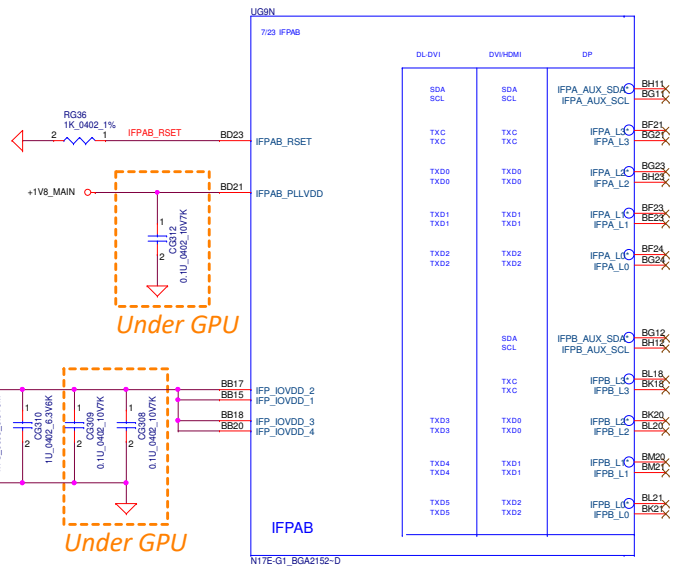 UG9N
7/23 IFPAB
DL-DVI DVI/HDMI DP
SDA SDA IFPA_AUX_SDA* BH11
SCL SCL IFPA_AUX_SCL BG11
RG36
1K_0402_1%
2 1 IFPAB_RSET BD23 IFPAB_RSET
TXC TXC IFPA_L3* BF21
TXC TXC IFPA_L3 BG21
TXD0 TXD0 IFPA_L2* BG23
TXD0 TXD0 IFPA_L2 BH23
+1V8_MAIN BD21 IFPAB_PLLVDD
TXD1 TXD1 IFPA_L1* BF23
TXD1 TXD1 IFPA_L1 BE23
1
2
CG312
0.1U_0402_10V7K
TXD2 TXD2 IFPA_L0* BF24
TXD2 TXD2 IFPA_L0 BG24
Under GPU
SDA IFPB_AUX_SDA* BG12
SCL IFPB_AUX_SCL BH12
BB17 IFP_IOVDD_2
BB15 IFP_IOVDD_1
BB18 IFP_IOVDD_3
BB20 IFP_IOVDD_4
TXC IFPB_L3* BL18
TXC IFPB_L3 BK18
1
2
CG310
1U_0402_6.3V6K
1
2
CG309
0.1U_0402_10V7K
1
2
CG308
0.1U_0402_10V7K
TXD3 TXD0 IFPB_L2* BK20
TXD3 TXD0 IFPB_L2 BL20
TXD4 TXD1 IFPB_L1* BM20
TXD4 TXD1 IFPB_L1 BM21
TXD5 TXD2 IFPB_L0* BL21
TXD5 TXD2 IFPB_L0 BK21
Under GPU
IFPAB
N17E-G1_BGA2152~D